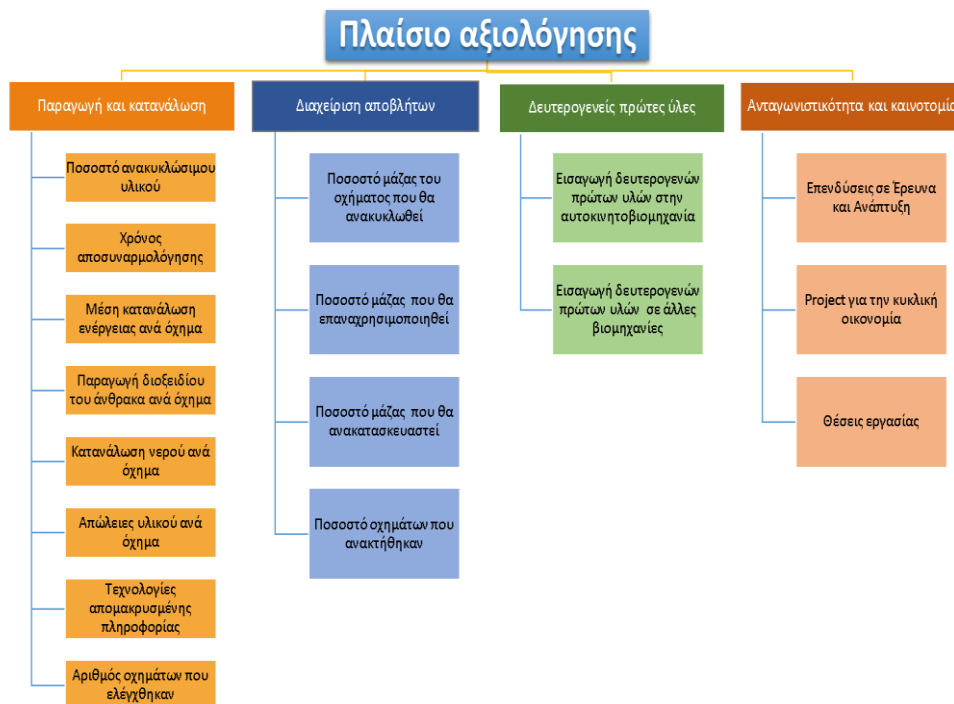 Πλαίσιο αξιολόγησης
Παραγωγή και κατανάλωση
Ποσοστό ανακυκλώσιμου
υλικού
Χρόνος
αποσυναρμολόγησης
Μέση κατανάλωση
ενέργειας ανά όχημα
Παραγωγή διοξειδίου
του άνθρακα ανά όχημα
Κατανάλωση νερού ανά
όχημα
Απώλειες υλικού ανά
όχημα
Τεχνολογίες
απομακρυσμένης
πληροφορίας
Αριθμός οχημάτων που
ελέγχθηκαν
Διαχείριση αποβλήτων
Ποσοστό μάζας του
οχήματος που θα
ανακυκλωθεί
Ποσοστό μάζας που θα
επαναχρησιμοποιηθεί
Ποσοστό μάζας που θα
ανακατασκευαστεί
Ποσοστό οχημάτων που
ανακτήθηκαν
Δευτερογενείς πρώτες ύλες
Εισαγωγή δευτερογενών
πρώτων υλών στην
αυτοκινητοβιομηχανία
Εισαγωγή δευτερογενών
πρώτων υλών σε άλλες
βιομηχανίες
Ανταγωνιστικότητα και καινοτομία
Επενδύσεις σε Έρευνα
και Ανάπτυξη
Project για την κυκλική
οικονομία
Θέσεις εργασίας